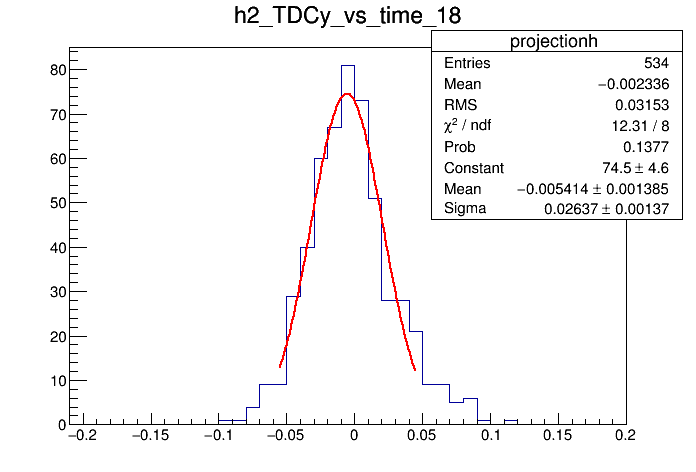 h2_TDCy_vs_time_18
projectionh
Entries 534
Mean −0.002336
RMS 0.03153
χ² / ndf 12.31 / 8
Prob 0.1377
Constant 74.5 ± 4.6
Mean −0.005414 ± 0.001385
Sigma 0.02637 ± 0.00137
80
70
60
50
40
30
20
10
0
−0.2 −0.15 −0.1 −0.05 0 0.05 0.1 0.15 0.2